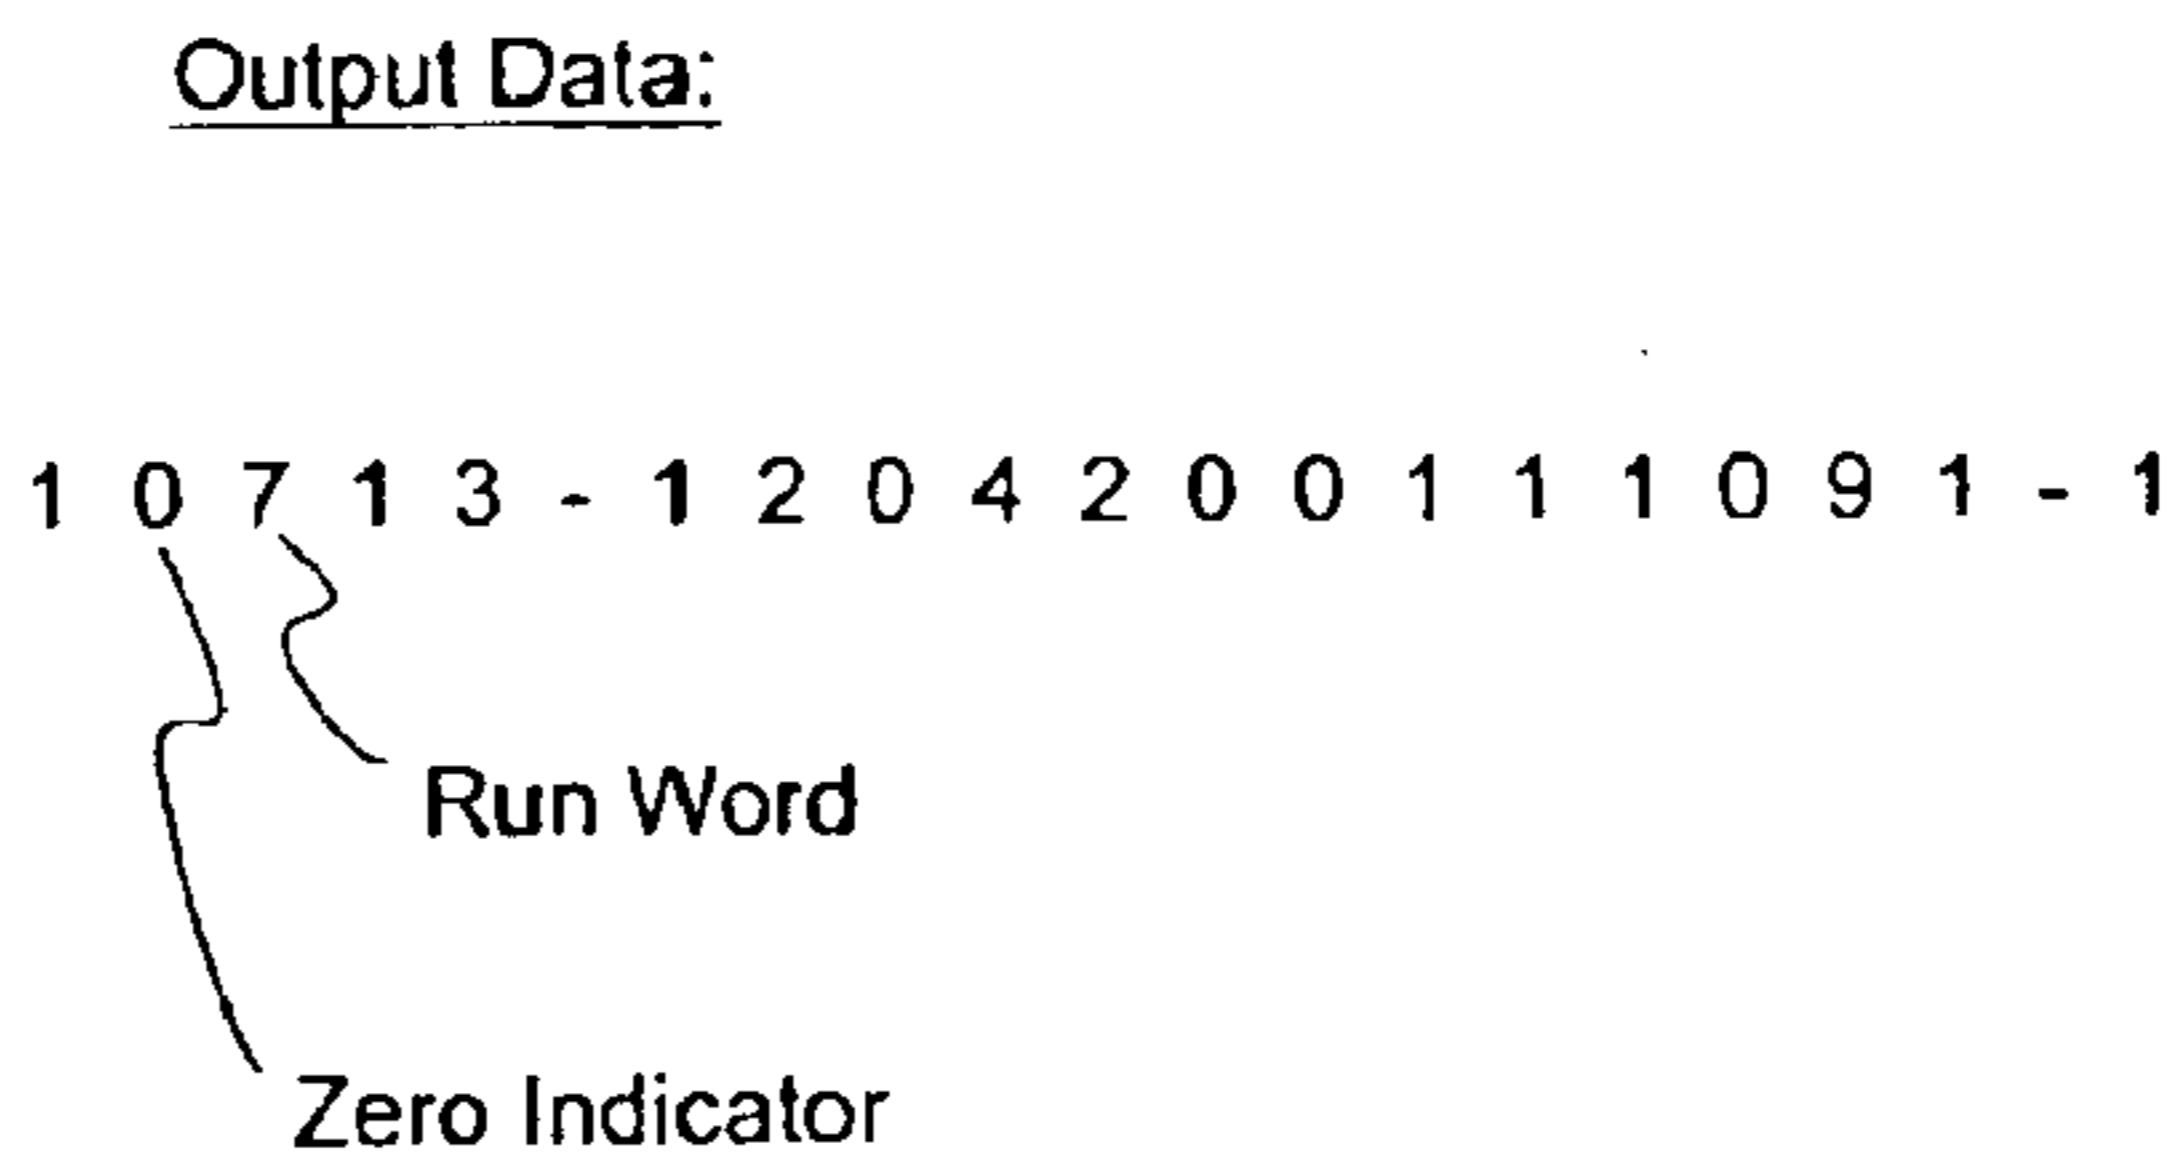 Output Data:
1 0 7 1 3 - 1 2 0 4 2 0 0 1 1 1 0 9 1 - 1
Run Word
Zero Indicator